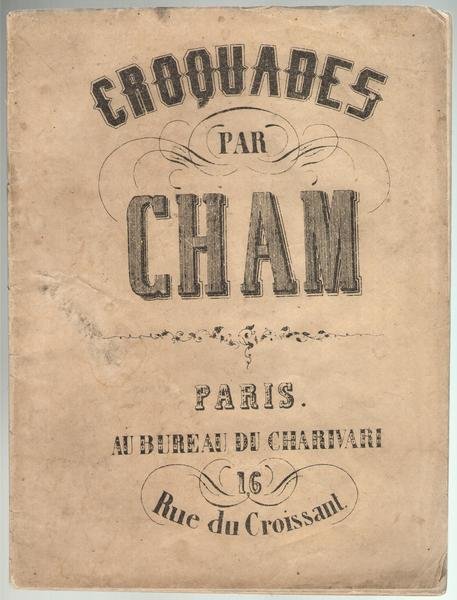 CROQUADES
PAR
CHAM
PARIS.
AU BUREAU DU CHARIVARI
16
Rue du Croissant.